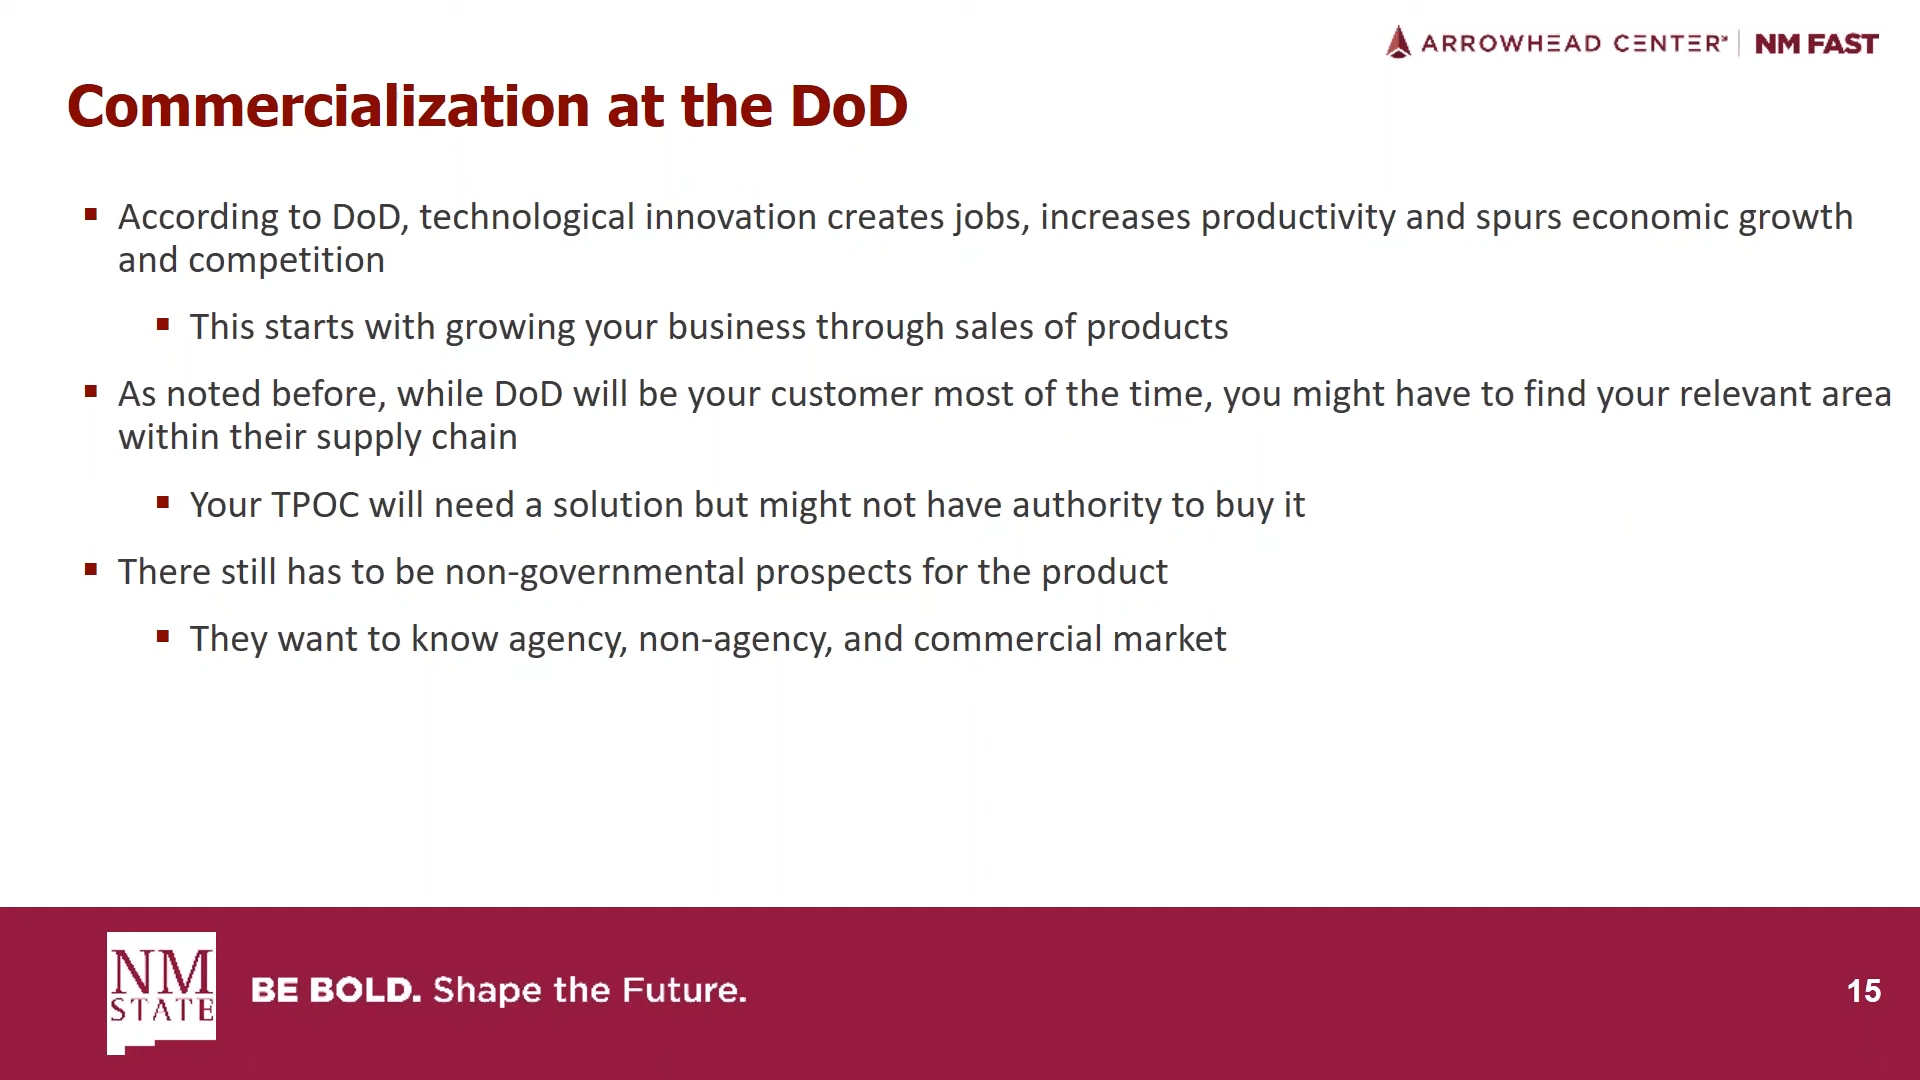 ARROWHEAD CENTER™ | NM FAST
Commercialization at the DoD
▪ According to DoD, technological innovation creates jobs, increases productivity and spurs economic growth
and competition
▪ This starts with growing your business through sales of products
▪ As noted before, while DoD will be your customer most of the time, you might have to find your relevant area
within their supply chain
▪ Your TPOC will need a solution but might not have authority to buy it
▪ There still has to be non-governmental prospects for the product
▪ They want to know agency, non-agency, and commercial market
NM
STATE
BE BOLD. Shape the Future.
15